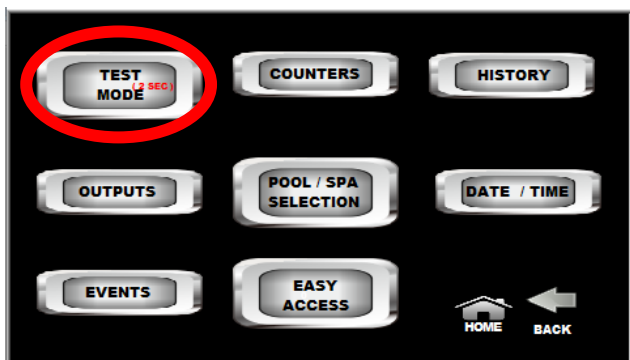 TEST
MODE ( 2 SEC )
COUNTERS
HISTORY
OUTPUTS
POOL / SPA
SELECTION
DATE / TIME
EVENTS
EASY
ACCESS
HOME
BACK